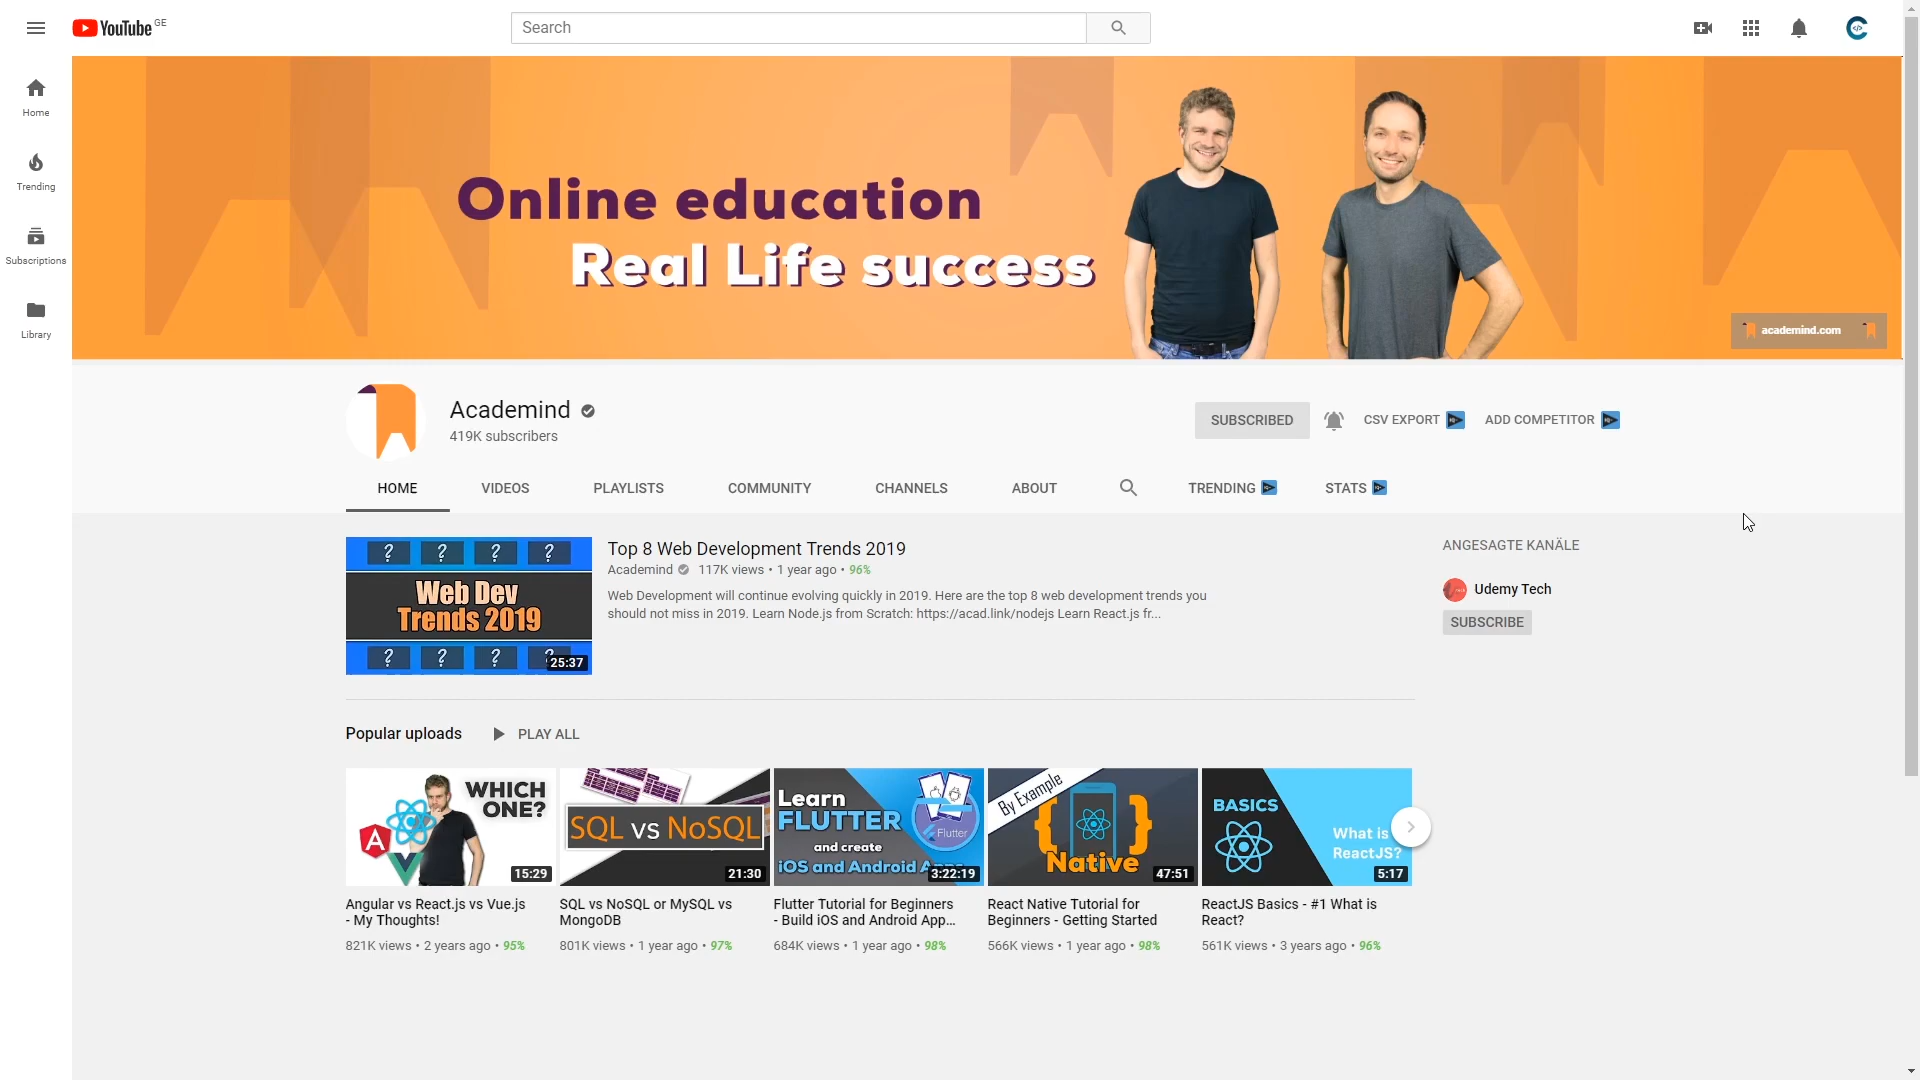 YouTube GE
Search
Home
Trending
Subscriptions
Library
Online education
Real Life success
academind.com
Academind
419K subscribers
SUBSCRIBED
CSV EXPORT
ADD COMPETITOR
HOME
VIDEOS
PLAYLISTS
COMMUNITY
CHANNELS
ABOUT
TRENDING
STATS
? ? ? ?
Web Dev
Trends 2019
? ? ? ?
25:37
Top 8 Web Development Trends 2019
Academind 117K views • 1 year ago • 96%
Web Development will continue evolving quickly in 2019. Here are the top 8 web development trends you
should not miss in 2019. Learn Node.js from Scratch: https://acad.link/nodejs Learn React.js fr...
ANGESAGTE KANÄLE
Udemy Tech
SUBSCRIBE
Popular uploads
PLAY ALL
WHICH
ONE?
A
15:29
Angular vs React.js vs Vue.js
- My Thoughts!
821K views • 2 years ago • 95%
SQL vs NoSQL
21:30
SQL vs NoSQL or MySQL vs
MongoDB
801K views • 1 year ago • 97%
Learn
FLUTTER
and create
iOS and Android
Flutter
3:22:19
Flutter Tutorial for Beginners
- Build iOS and Android App...
684K views • 1 year ago • 98%
By Example
{ }
Native
47:51
React Native Tutorial for
Beginners - Getting Started
566K views • 1 year ago • 98%
BASICS
What is
ReactJS?
5:17
ReactJS Basics - #1 What is
React?
561K views • 3 years ago • 96%